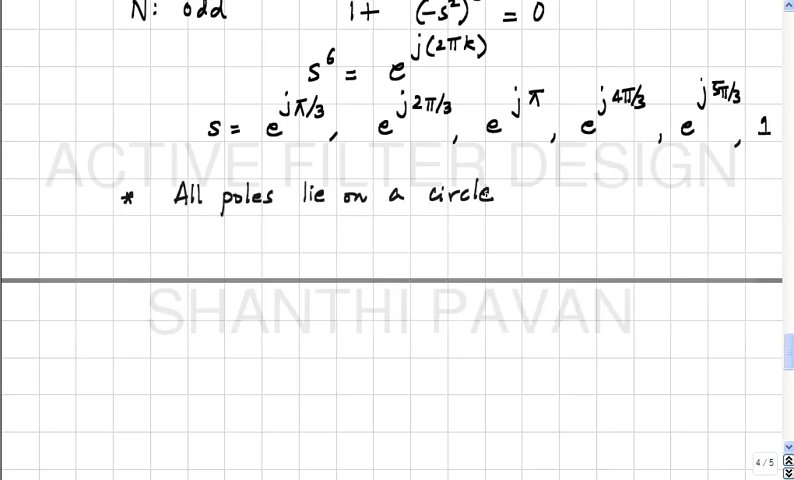 N: odd 1+ (-s²) = 0
s⁶ = e^{j(2πk)}
s = e^{jπ/3}, e^{j2π/3}, e^{jπ}, e^{j4π/3}, e^{j5π/3}, 1
ACTIVE FILTER DESIGN
* All poles lie on a circle
SHANTHI PAVAN
4 / 5